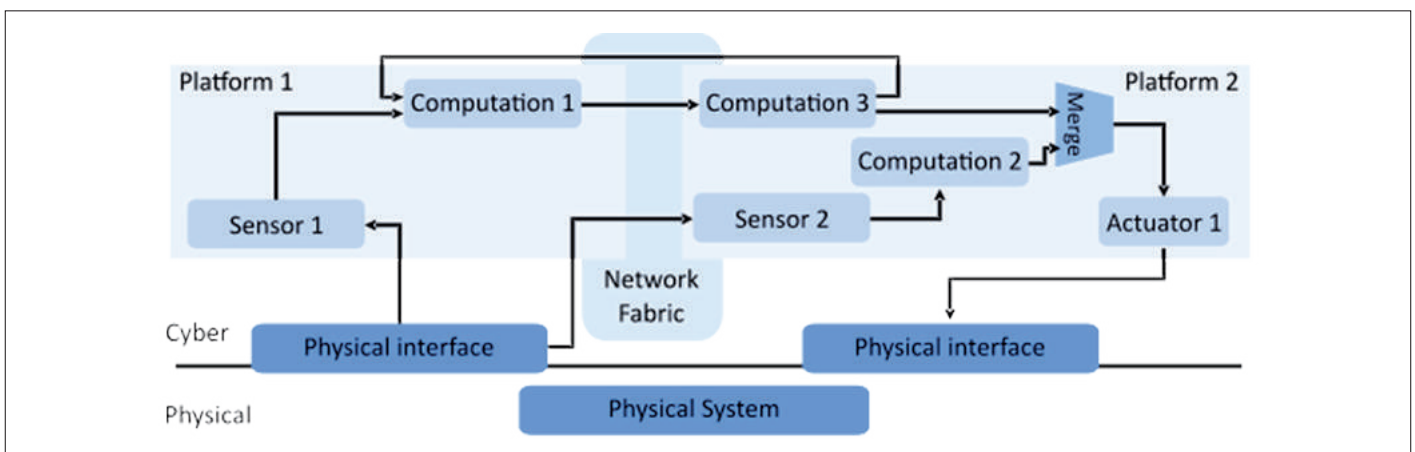 Platform 1
Platform 2
Computation 1
Computation 3
Merge
Computation 2
Sensor 1
Sensor 2
Actuator 1
Network
Fabric
Cyber
Physical interface
Physical interface
Physical System
Physical